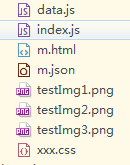 data.js
index.js
m.html
m.json
testImg1.png
testImg2.png
testImg3.png
xxx.css